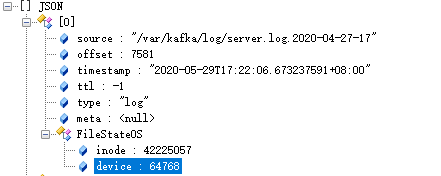 [] JSON
[0]
source : "/var/kafka/log/server.log.2020-04-27-17"
offset : 7581
timestamp : "2020-05-29T17:22:06.673237591+08:00"
ttl : -1
type : "log"
meta : <null>
FileStateOS
inode : 42225057
device : 64768